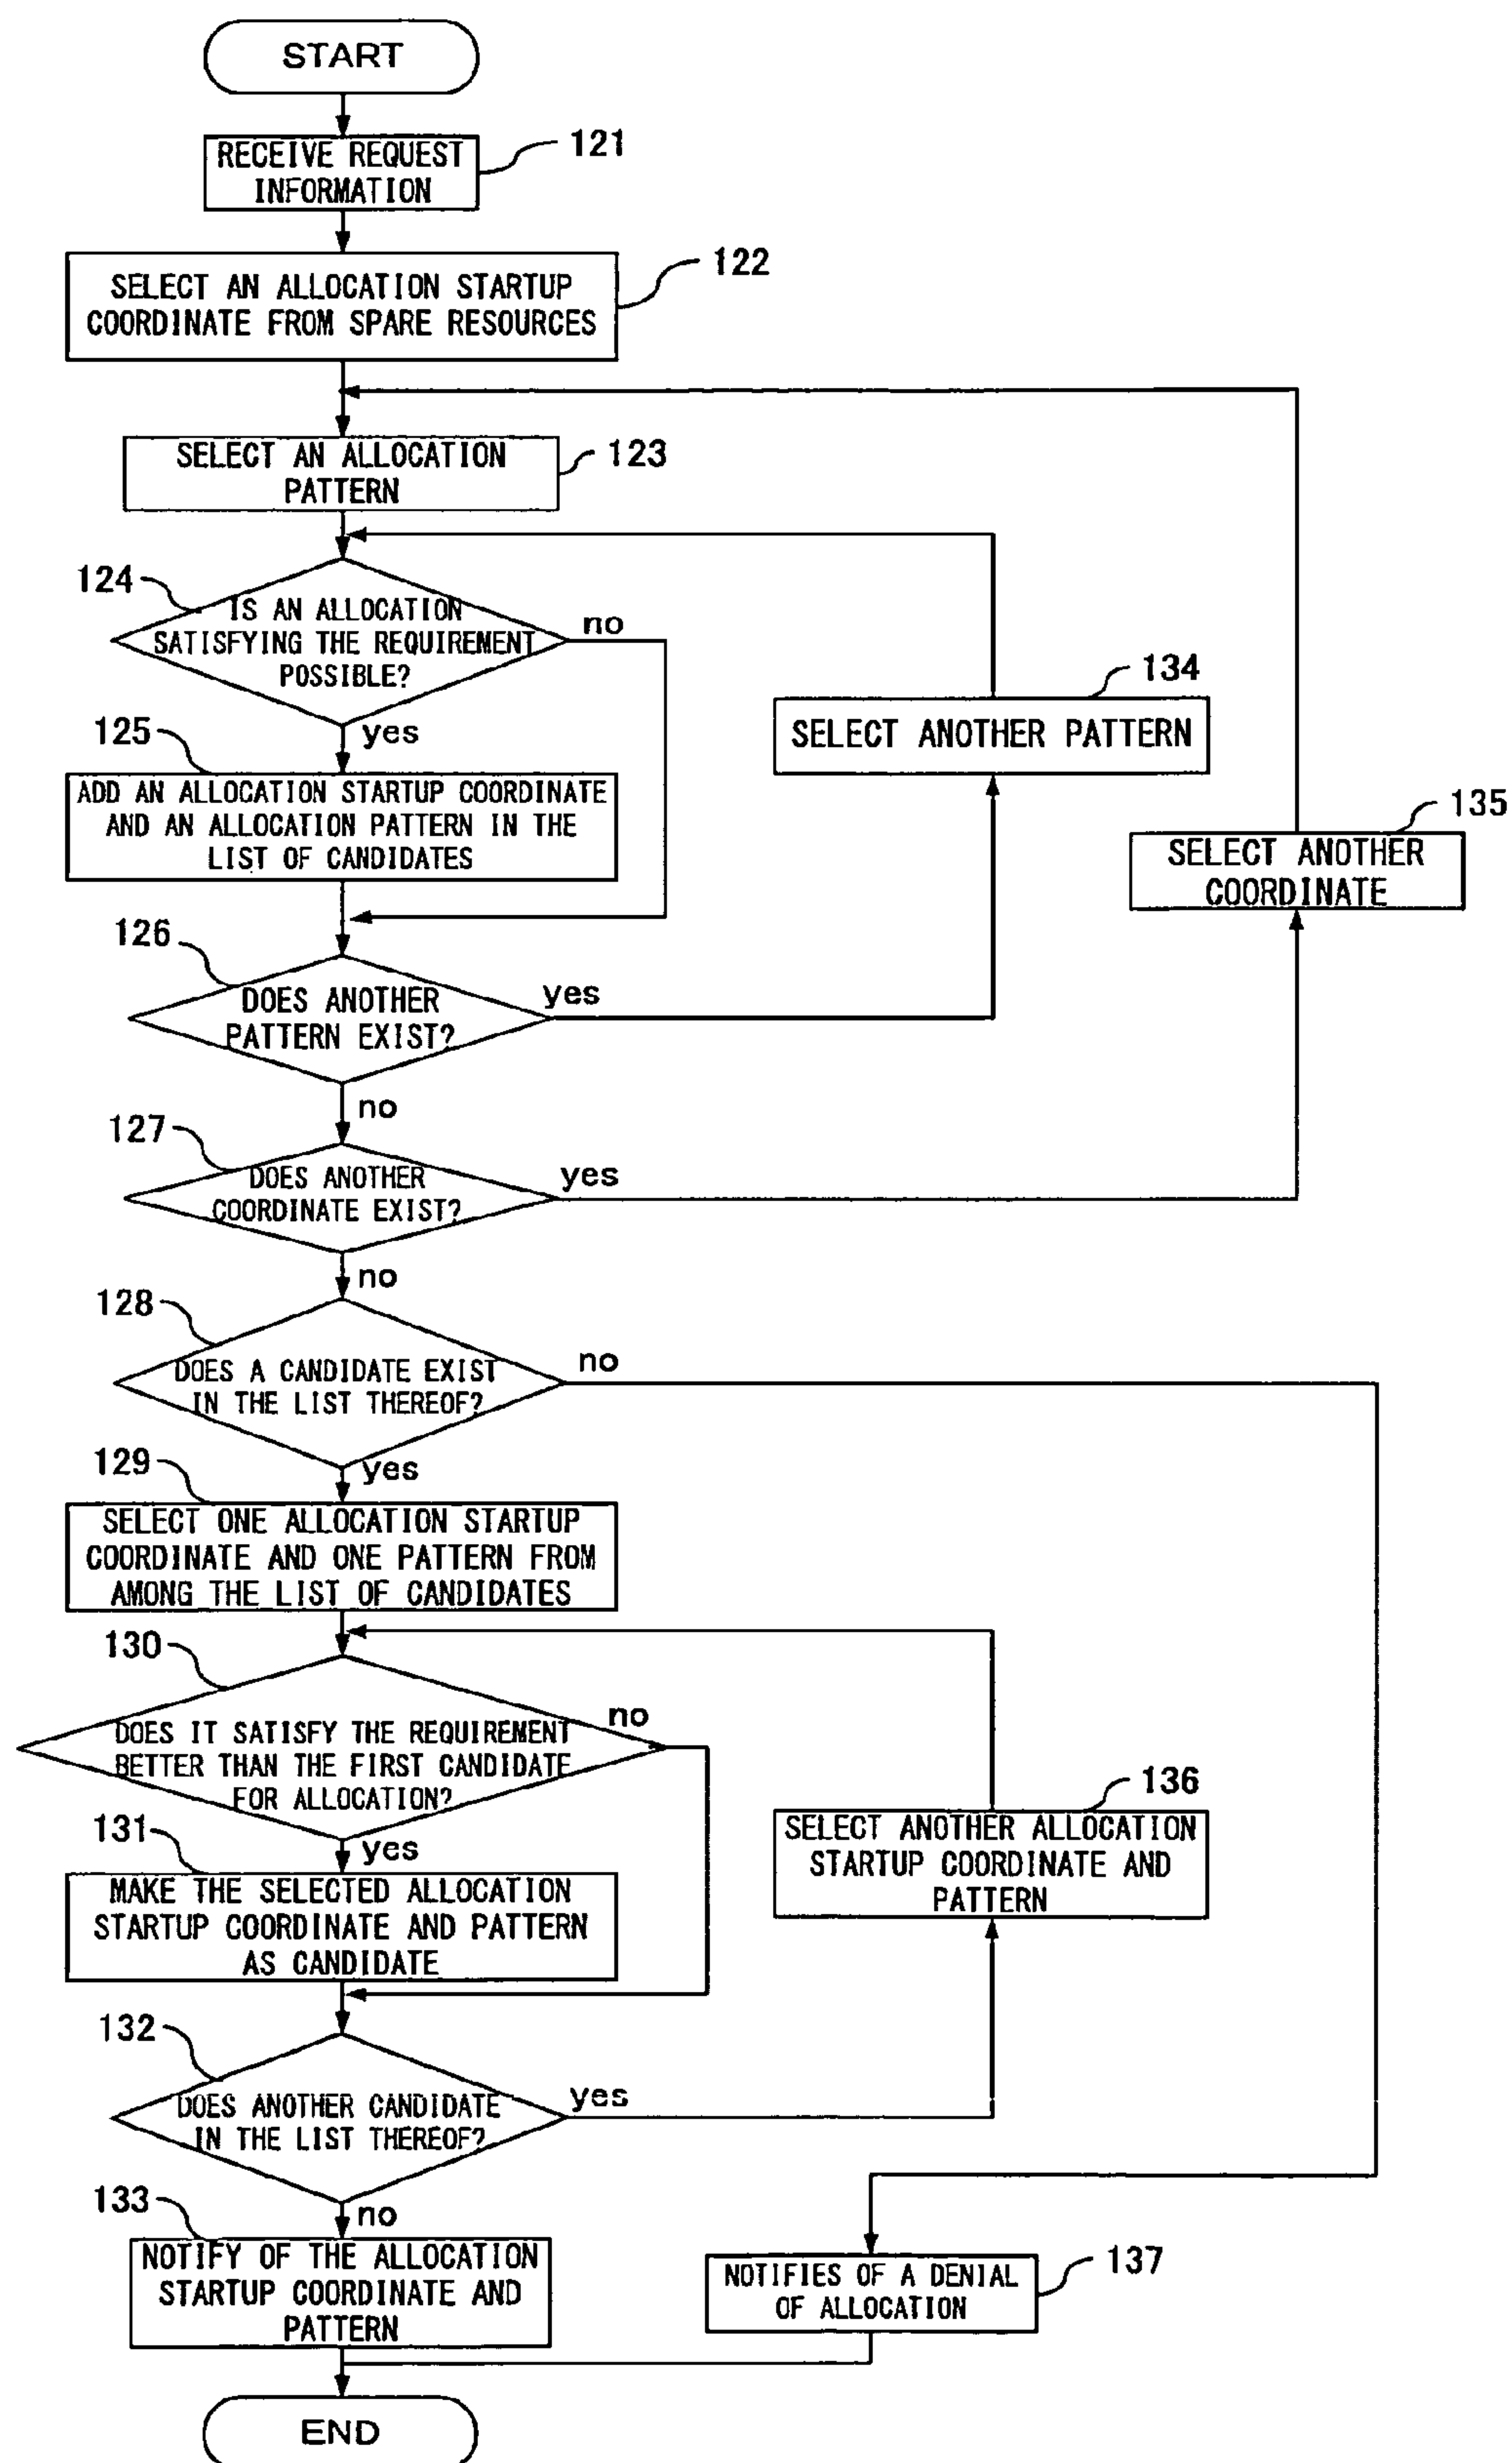 START
RECEIVE REQUEST
INFORMATION
121
SELECT AN ALLOCATION STARTUP
COORDINATE FROM SPARE RESOURCES
122
SELECT AN ALLOCATION
PATTERN
123
124
IS AN ALLOCATION
SATISFYING THE REQUIREMENT
POSSIBLE?
no
yes
134
SELECT ANOTHER PATTERN
125
ADD AN ALLOCATION STARTUP COORDINATE
AND AN ALLOCATION PATTERN IN THE
LIST OF CANDIDATES
135
SELECT ANOTHER
COORDINATE
126
DOES ANOTHER
PATTERN EXIST?
yes
no
127
DOES ANOTHER
COORDINATE EXIST?
yes
no
128
DOES A CANDIDATE EXIST
IN THE LIST THEREOF?
no
yes
129
SELECT ONE ALLOCATION STARTUP
COORDINATE AND ONE PATTERN FROM
AMONG THE LIST OF CANDIDATES
130
DOES IT SATISFY THE REQUIREMENT
BETTER THAN THE FIRST CANDIDATE
FOR ALLOCATION?
no
yes
136
SELECT ANOTHER ALLOCATION
STARTUP COORDINATE AND
PATTERN
131
MAKE THE SELECTED ALLOCATION
STARTUP COORDINATE AND PATTERN
AS CANDIDATE
132
DOES ANOTHER CANDIDATE
IN THE LIST THEREOF?
yes
no
133
NOTIFY OF THE ALLOCATION
STARTUP COORDINATE AND
PATTERN
137
NOTIFIES OF A DENIAL
OF ALLOCATION
END